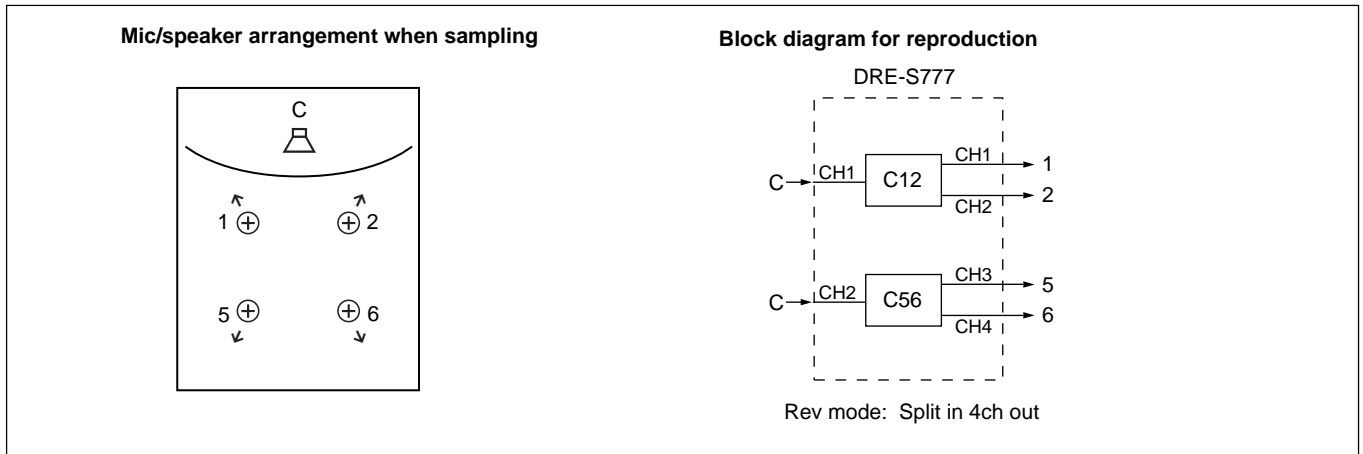 Mic/speaker arrangement when sampling
C
1
2
5
6
Block diagram for reproduction
DRE-S777
C
CH1
C12
CH1
1
CH2
2
C
CH2
C56
CH3
5
CH4
6
Rev mode: Split in 4ch out